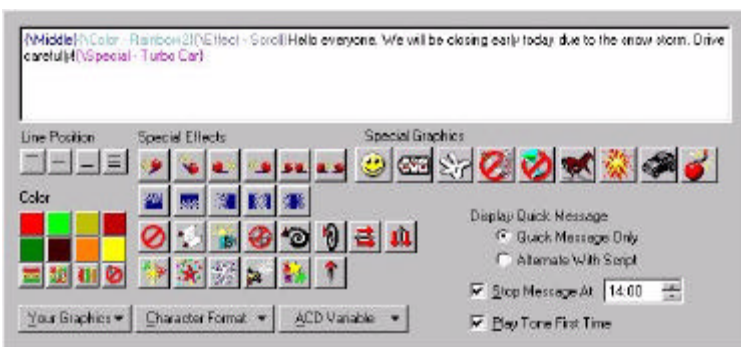 {\Middle}{\Color - Rainbow2}{\Effect - Scroll}Hello everyone. We will be closing early today due to the snow storm. Drive
carefully!{\Special - Turbo Car}
Line Position
Special Effects
Special Graphics
Color
Display Quick Message
Quick Message Only
Alternate With Script
Stop Message At 14:00
Play Tone First Time
Your Graphics
Character Format
ACD Variable